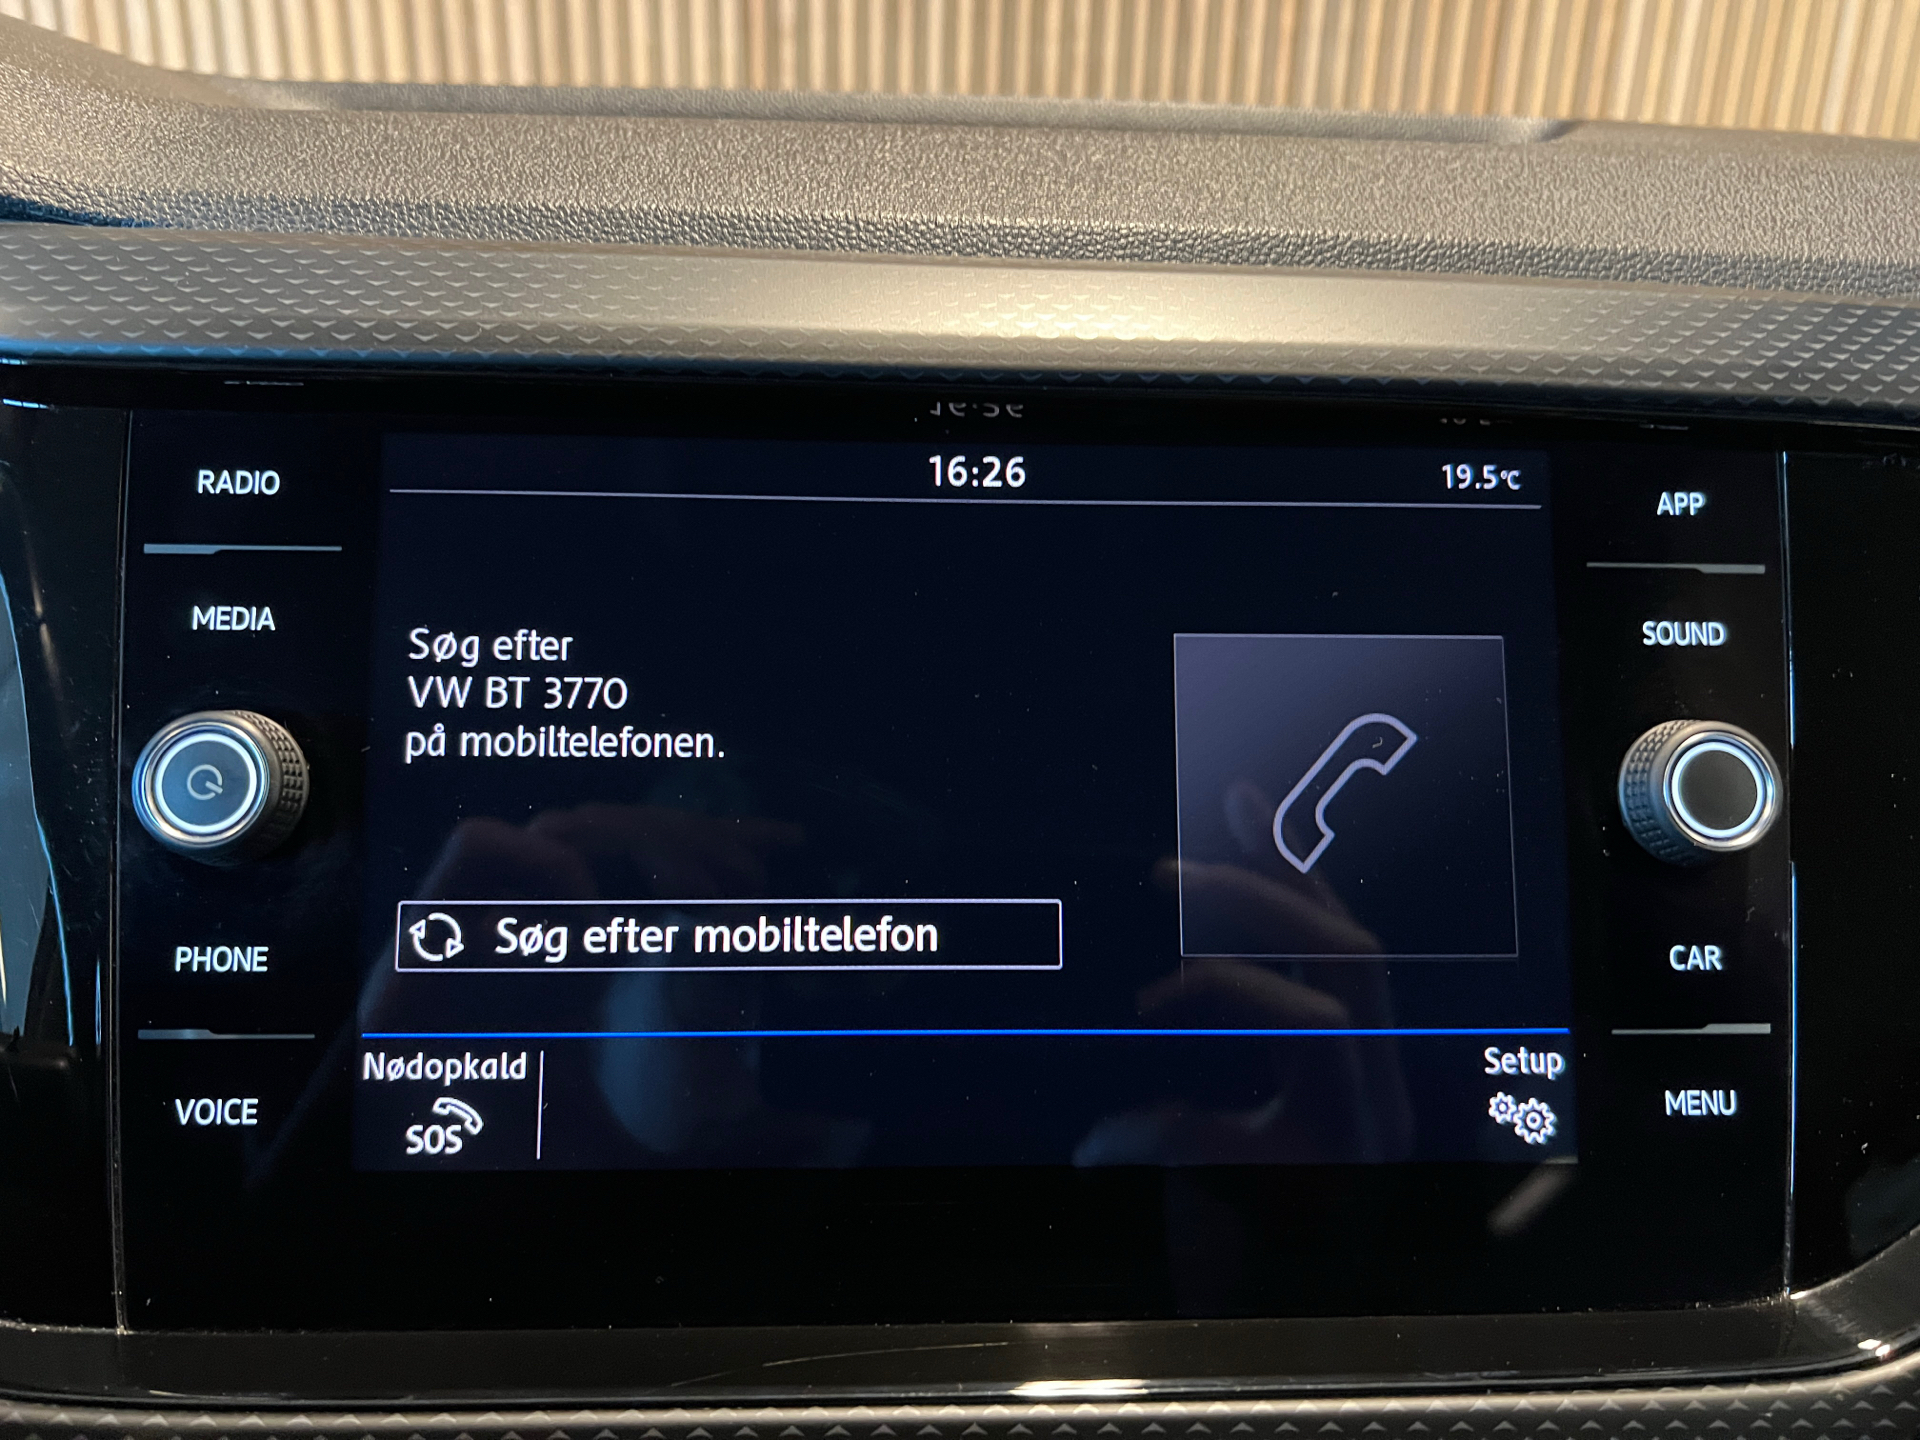 16:26
19.5°C
RADIO
MEDIA
PHONE
VOICE
Søg efter
VW BT 3770
på mobiltelefonen.
Søg efter mobiltelefon
Nødopkald
SOS
Setup
APP
SOUND
CAR
MENU